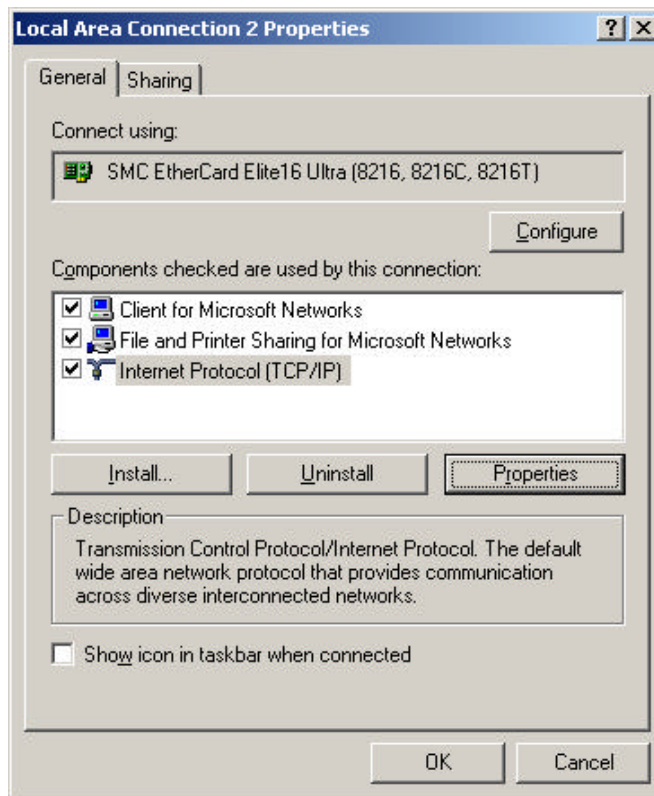 Local Area Connection 2 Properties
General
Sharing
Connect using:
SMC EtherCard Elite16 Ultra (8216, 8216C, 8216T)
Configure
Components checked are used by this connection:
Client for Microsoft Networks
File and Printer Sharing for Microsoft Networks
Internet Protocol (TCP/IP)
Install...
Uninstall
Properties
Description
Transmission Control Protocol/Internet Protocol. The default
wide area network protocol that provides communication
across diverse interconnected networks.
Show icon in taskbar when connected
OK
Cancel